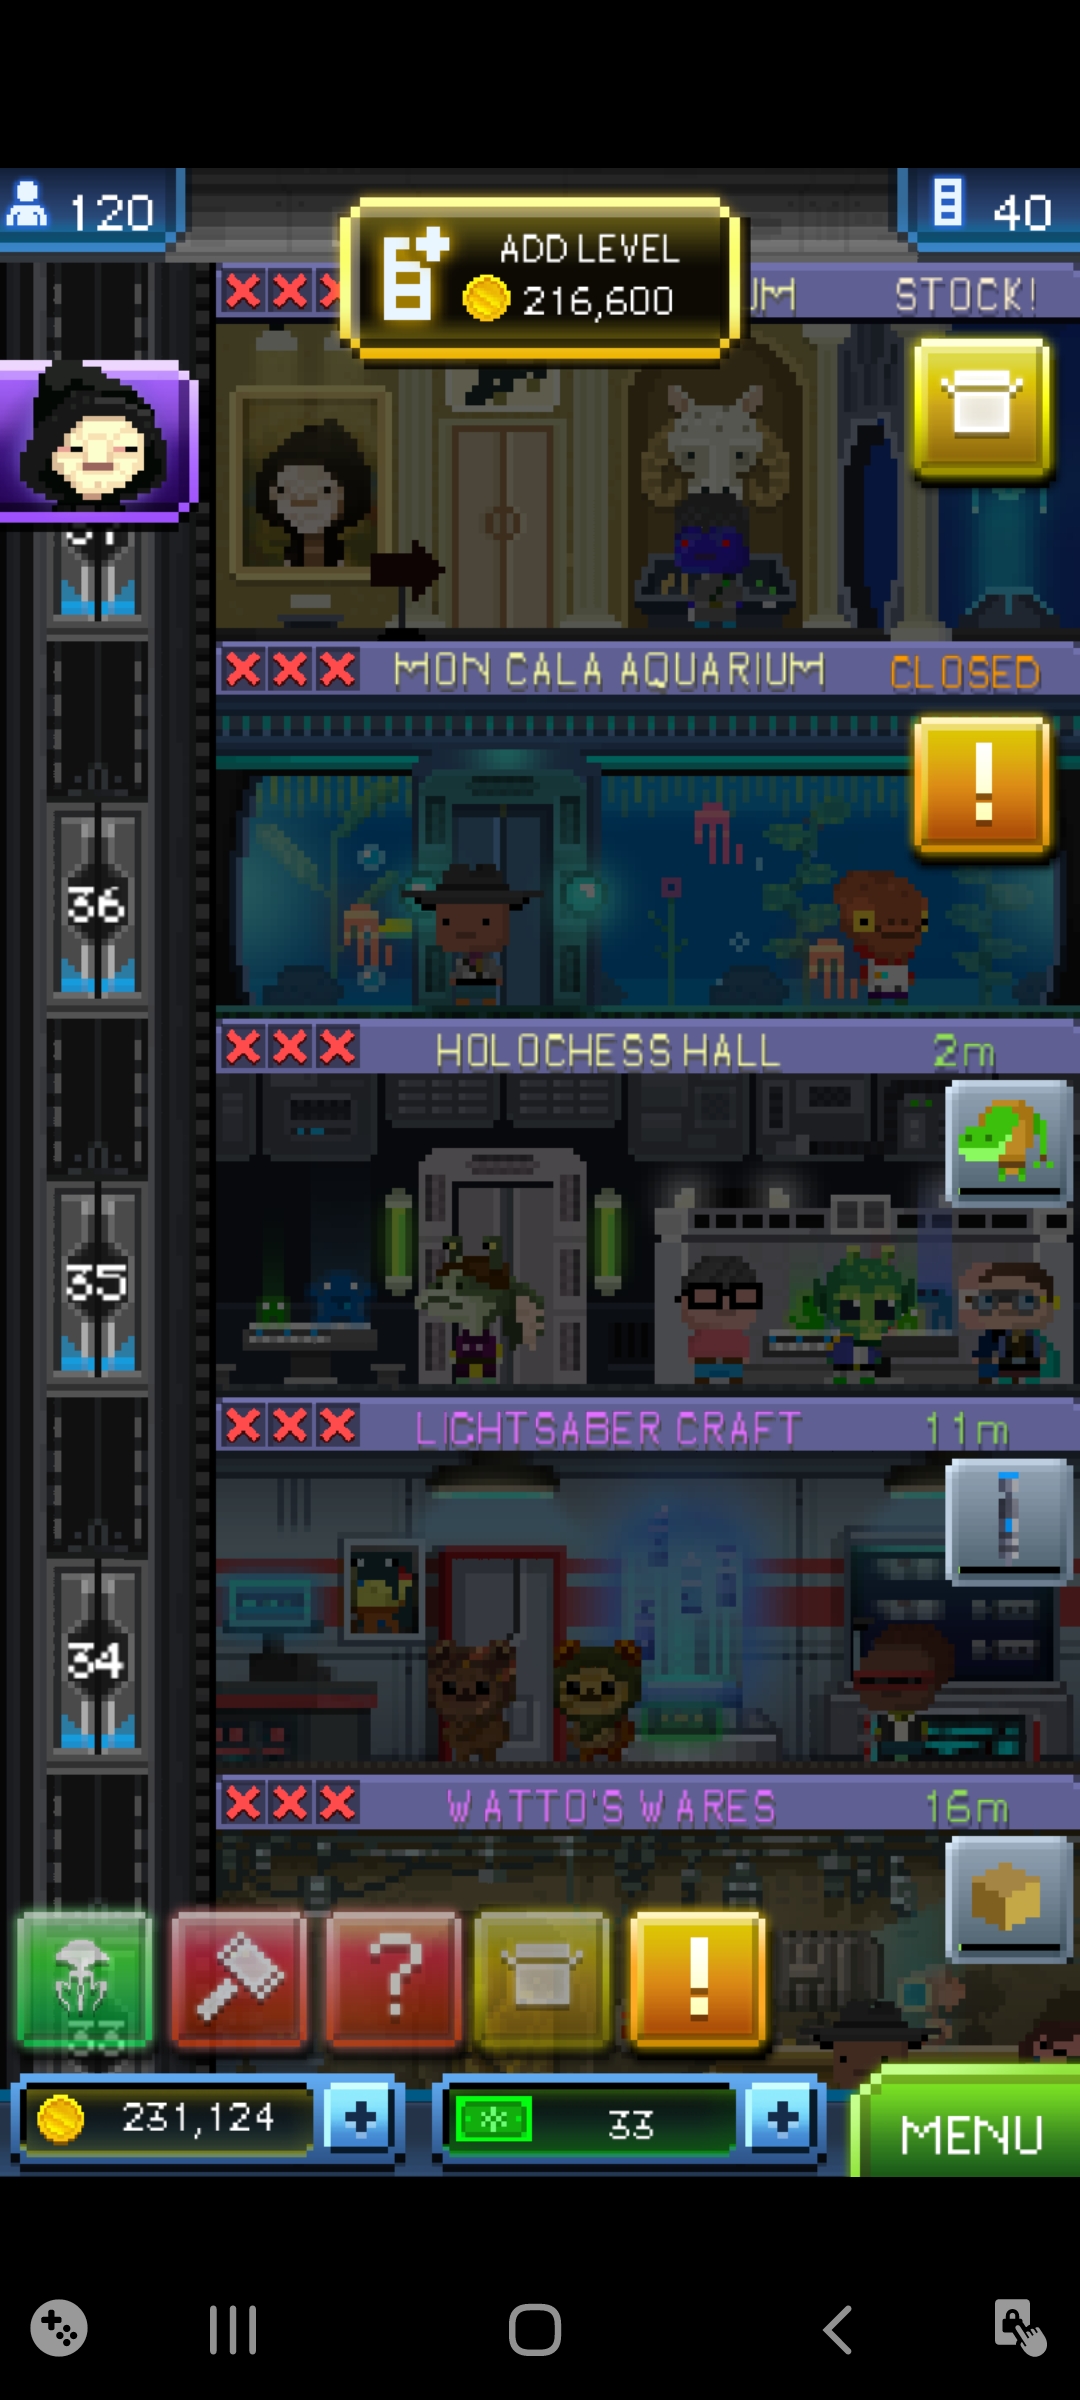 120
40
ADD LEVEL
216,600
UM STOCK!
MON CALA AQUARIUM CLOSED
!
36
HOLOCHESS HALL 2m
35
LIGHTSABER CRAFT 11m
34
WATTO'S WARES 16m
? !
33
231,124 + 33 +
MENU